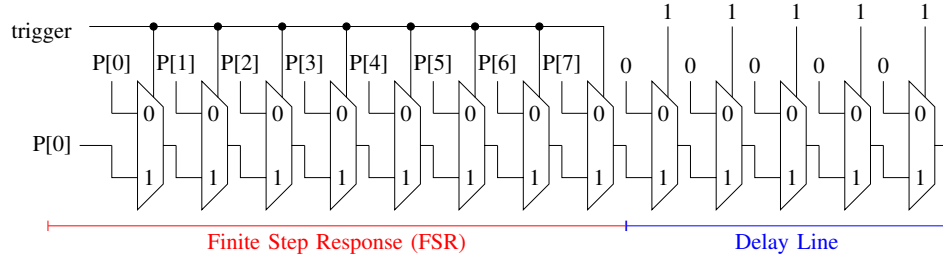 1 1 1 1 1
trigger
P[0] P[1] P[2] P[3] P[4] P[5] P[6] P[7] 0 0 0 0 0
0 0 0 0 0 0 0 0 0 0 0 0 0
P[0]
1 1 1 1 1 1 1 1 1 1 1 1 1
Finite Step Response (FSR) Delay Line